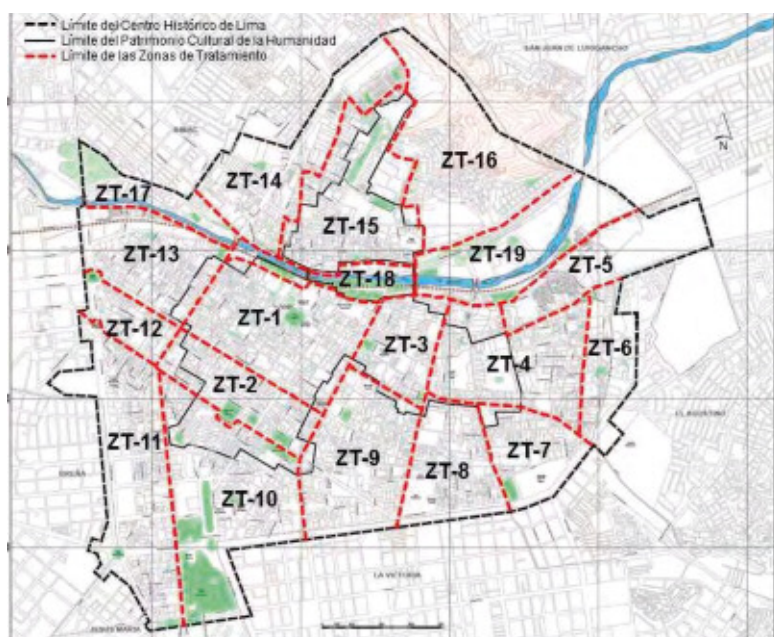 Límite del Centro Histórico de Lima
Límite del Patrimonio Cultural de la Humanidad
Límite de las Zonas de Tratamiento
SAN JUAN DE LURIGANCHO
RIMAC
N
ZT-16
ZT-14
ZT-17
ZT-15
ZT-13
ZT-19
ZT-5
ZT-18
ZT-1
ZT-12
ZT-3
ZT-4
ZT-6
ZT-2
EL AGUSTINO
ZT-11
ZT-9
ZT-7
ZT-8
BREÑA
ZT-10
LA VICTORIA
JESUS MARIA